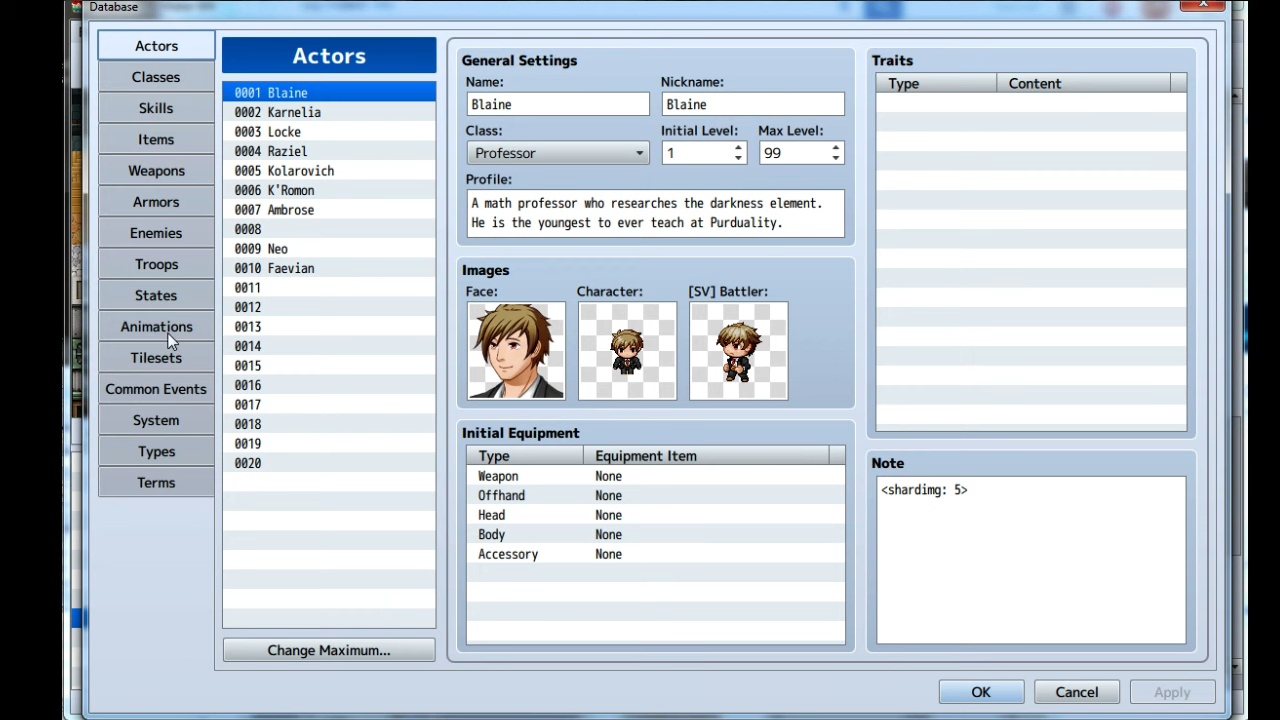 Database
Actors
Classes
Skills
Items
Weapons
Armors
Enemies
Troops
States
Animations
Tilesets
Common Events
System
Types
Terms
Actors
0001 Blaine
0002 Karnelia
0003 Locke
0004 Raziel
0005 Kolarovich
0006 K'Romon
0007 Ambrose
0008
0009 Neo
0010 Faevian
0011
0012
0013
0014
0015
0016
0017
0018
0019
0020
Change Maximum...
General Settings
Name: Nickname:
Blaine Blaine
Class: Initial Level: Max Level:
Professor 1 99
Profile:
A math professor who researches the darkness element.
He is the youngest to ever teach at Purduality.
Images
Face: Character: [SV] Battler:
Initial Equipment
Type Equipment Item
Weapon None
Offhand None
Head None
Body None
Accessory None
Traits
Type Content
Note
<shardimg: 5>
OK Cancel Apply